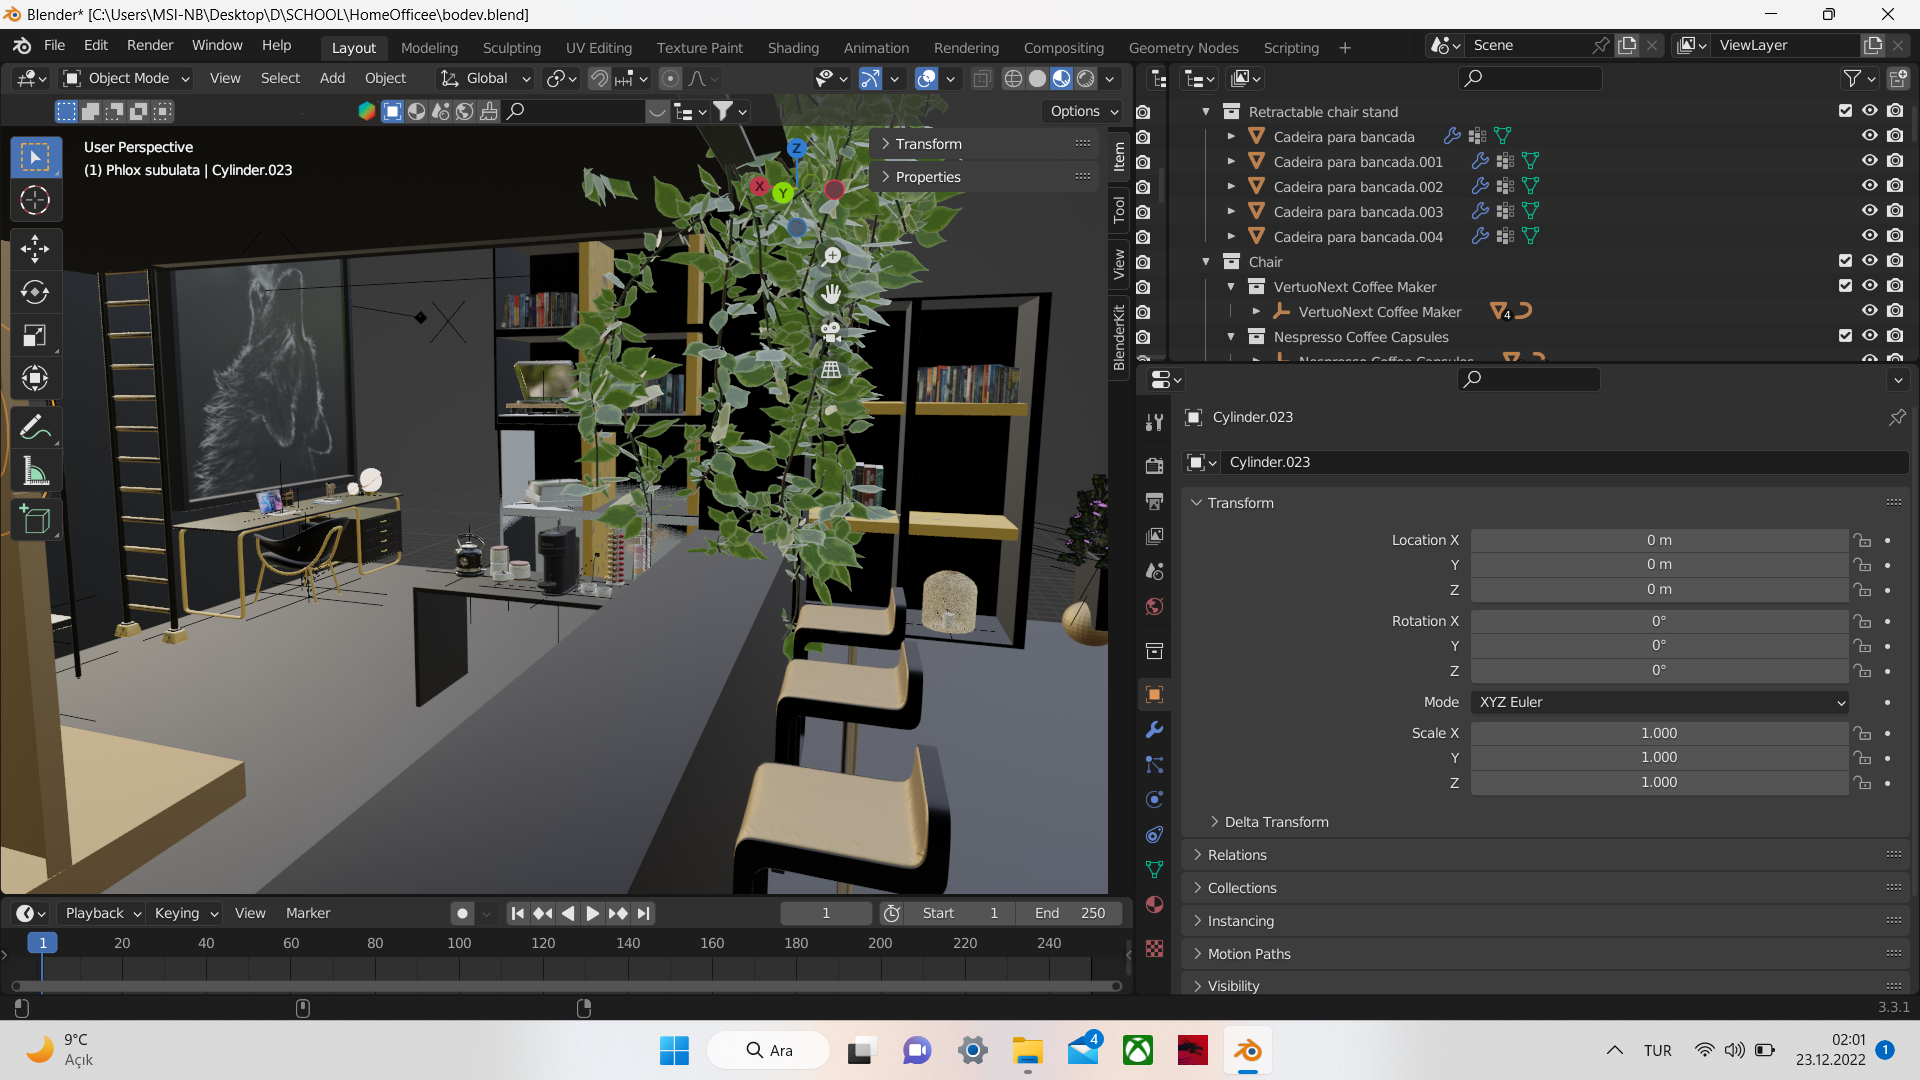 Blender* [C:\Users\MSI-NB\Desktop\D\SCHOOL\HomeOfficee\bodev.blend]
File Edit Render Window Help
Layout Modeling Sculpting UV Editing Texture Paint Shading Animation Rendering Compositing Geometry Nodes Scripting
Scene
ViewLayer
Object Mode View Select Add Object Global
Options
User Perspective
(1) Phlox subulata | Cylinder.023
Transform
Properties
Item
Tool
View
BlenderKit
Z
X
Y
Retractable chair stand
Cadeira para bancada
Cadeira para bancada.001
Cadeira para bancada.002
Cadeira para bancada.003
Cadeira para bancada.004
Chair
VertuoNext Coffee Maker
VertuoNext Coffee Maker 4
Nespresso Coffee Capsules
Nespresso Coffee Capsules
Cylinder.023
Cylinder.023
Transform
Location X 0 m
Y 0 m
Z 0 m
Rotation X 0°
Y 0°
Z 0°
Mode XYZ Euler
Scale X 1.000
Y 1.000
Z 1.000
Delta Transform
Relations
Collections
Instancing
Motion Paths
Visibility
Playback Keying View Marker
1
Start 1
End 250
1 20 40 60 80 100 120 140 160 180 200 220 240
3.3.1
9°C
Açık
Ara
4
TUR
02:01
23.12.2022
1